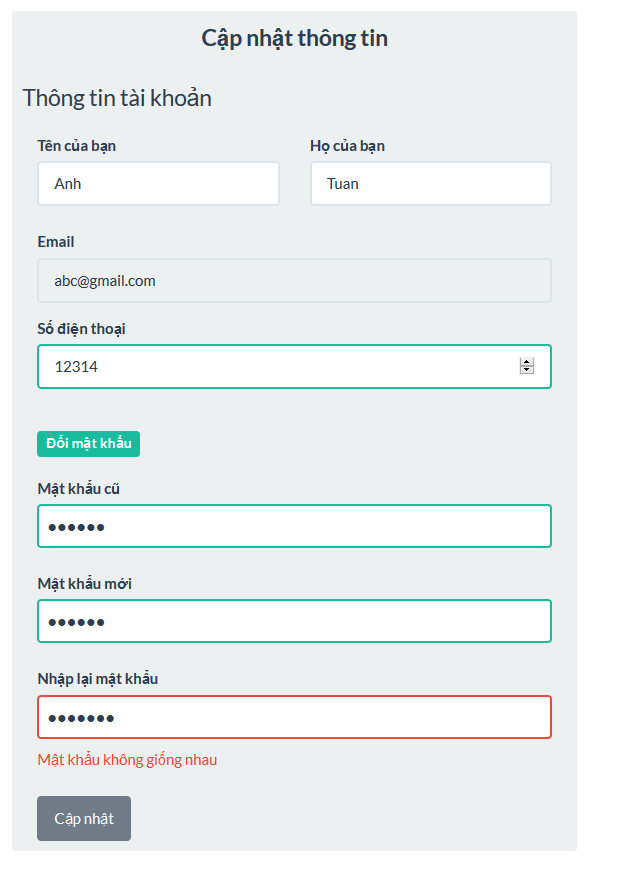 Cập nhật thông tin
Thông tin tài khoản
Tên của bạn
Họ của bạn
Anh
Tuan
Email
abc@gmail.com
Số điện thoại
12314
Đổi mật khẩu
Mật khẩu cũ
●●●●●●
Mật khẩu mới
●●●●●●
Nhập lại mật khẩu
●●●●●●●
Mật khẩu không giống nhau
Cập nhật